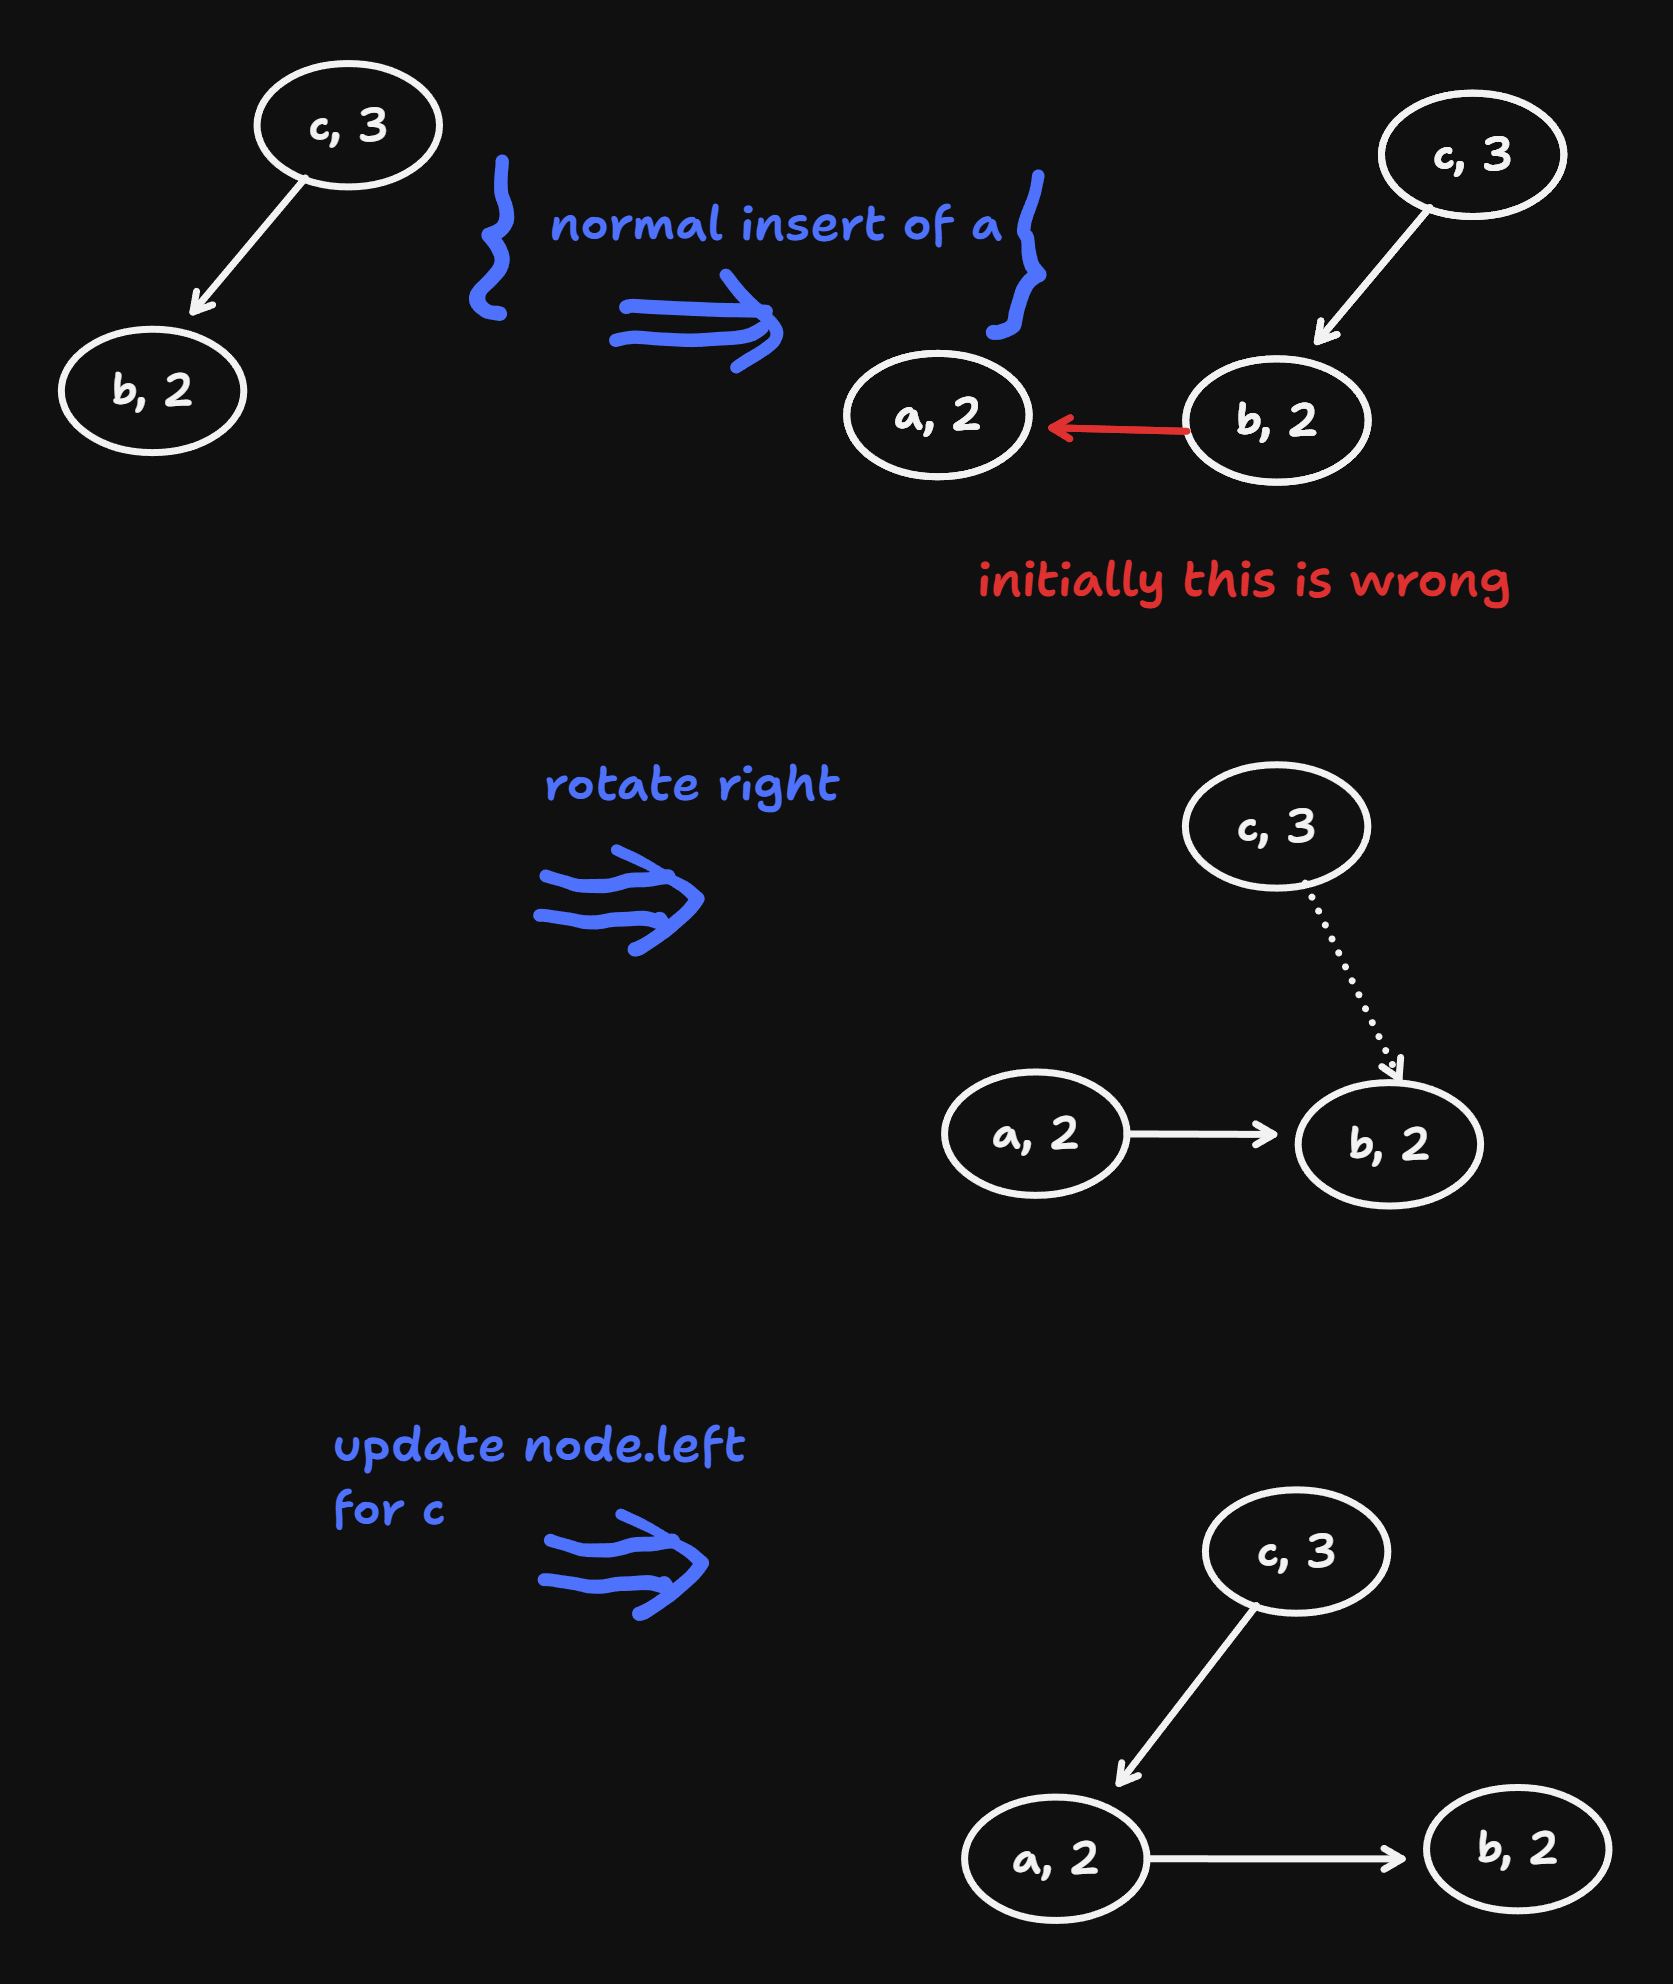 c, 3
b, 2
normal insert of a
c, 3
a, 2
b, 2
initially this is wrong
rotate right
c, 3
a, 2
b, 2
update node.left
for c
c, 3
a, 2
b, 2